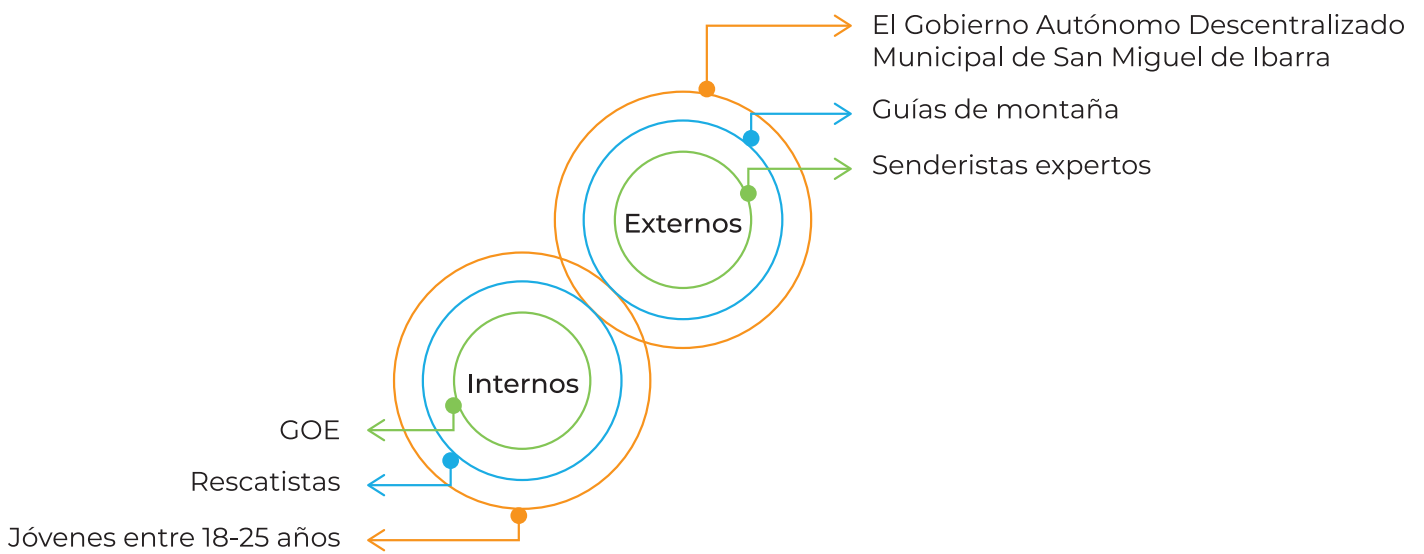 El Gobierno Autónomo Descentralizado
Municipal de San Miguel de Ibarra
Guías de montaña
Senderistas expertos
Externos
Internos
GOE
Rescatistas
Jóvenes entre 18-25 años